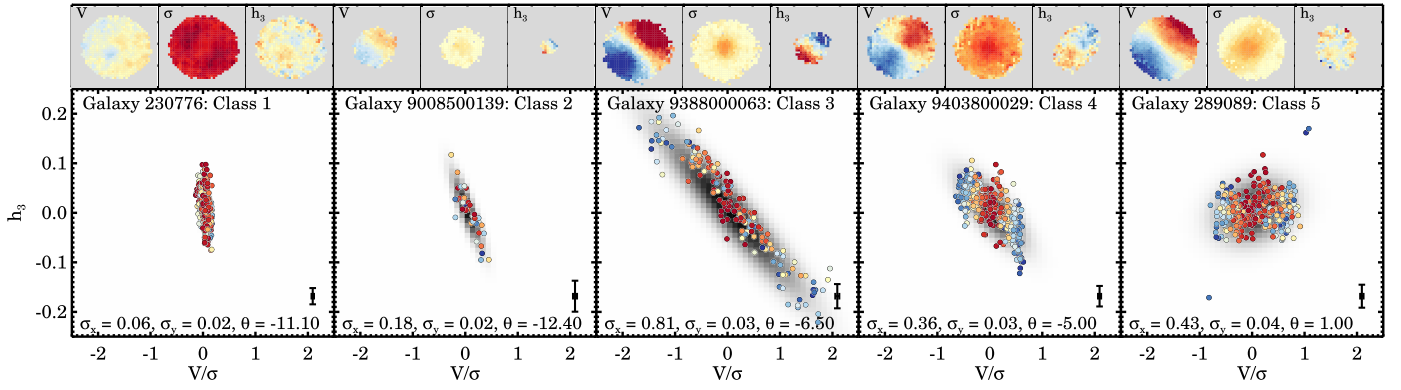 V σ h₃ V σ h₃ V σ h₃ V σ h₃ V σ h₃
Galaxy 230776: Class 1
Galaxy 9008500139: Class 2
Galaxy 9388000063: Class 3
Galaxy 9403800029: Class 4
Galaxy 289089: Class 5
0.2
0.1
0.0
-0.1
-0.2
h₃
σₓ = 0.06, σᵧ = 0.02, θ = -11.10
σₓ = 0.18, σᵧ = 0.02, θ = -12.40
σₓ = 0.81, σᵧ = 0.03, θ = -6.50
σₓ = 0.36, σᵧ = 0.03, θ = -5.00
σₓ = 0.43, σᵧ = 0.04, θ = 1.00
-2 -1 0 1 2 -2 -1 0 1 2 -2 -1 0 1 2 -2 -1 0 1 2 -2 -1 0 1 2
V/σ V/σ V/σ V/σ V/σ